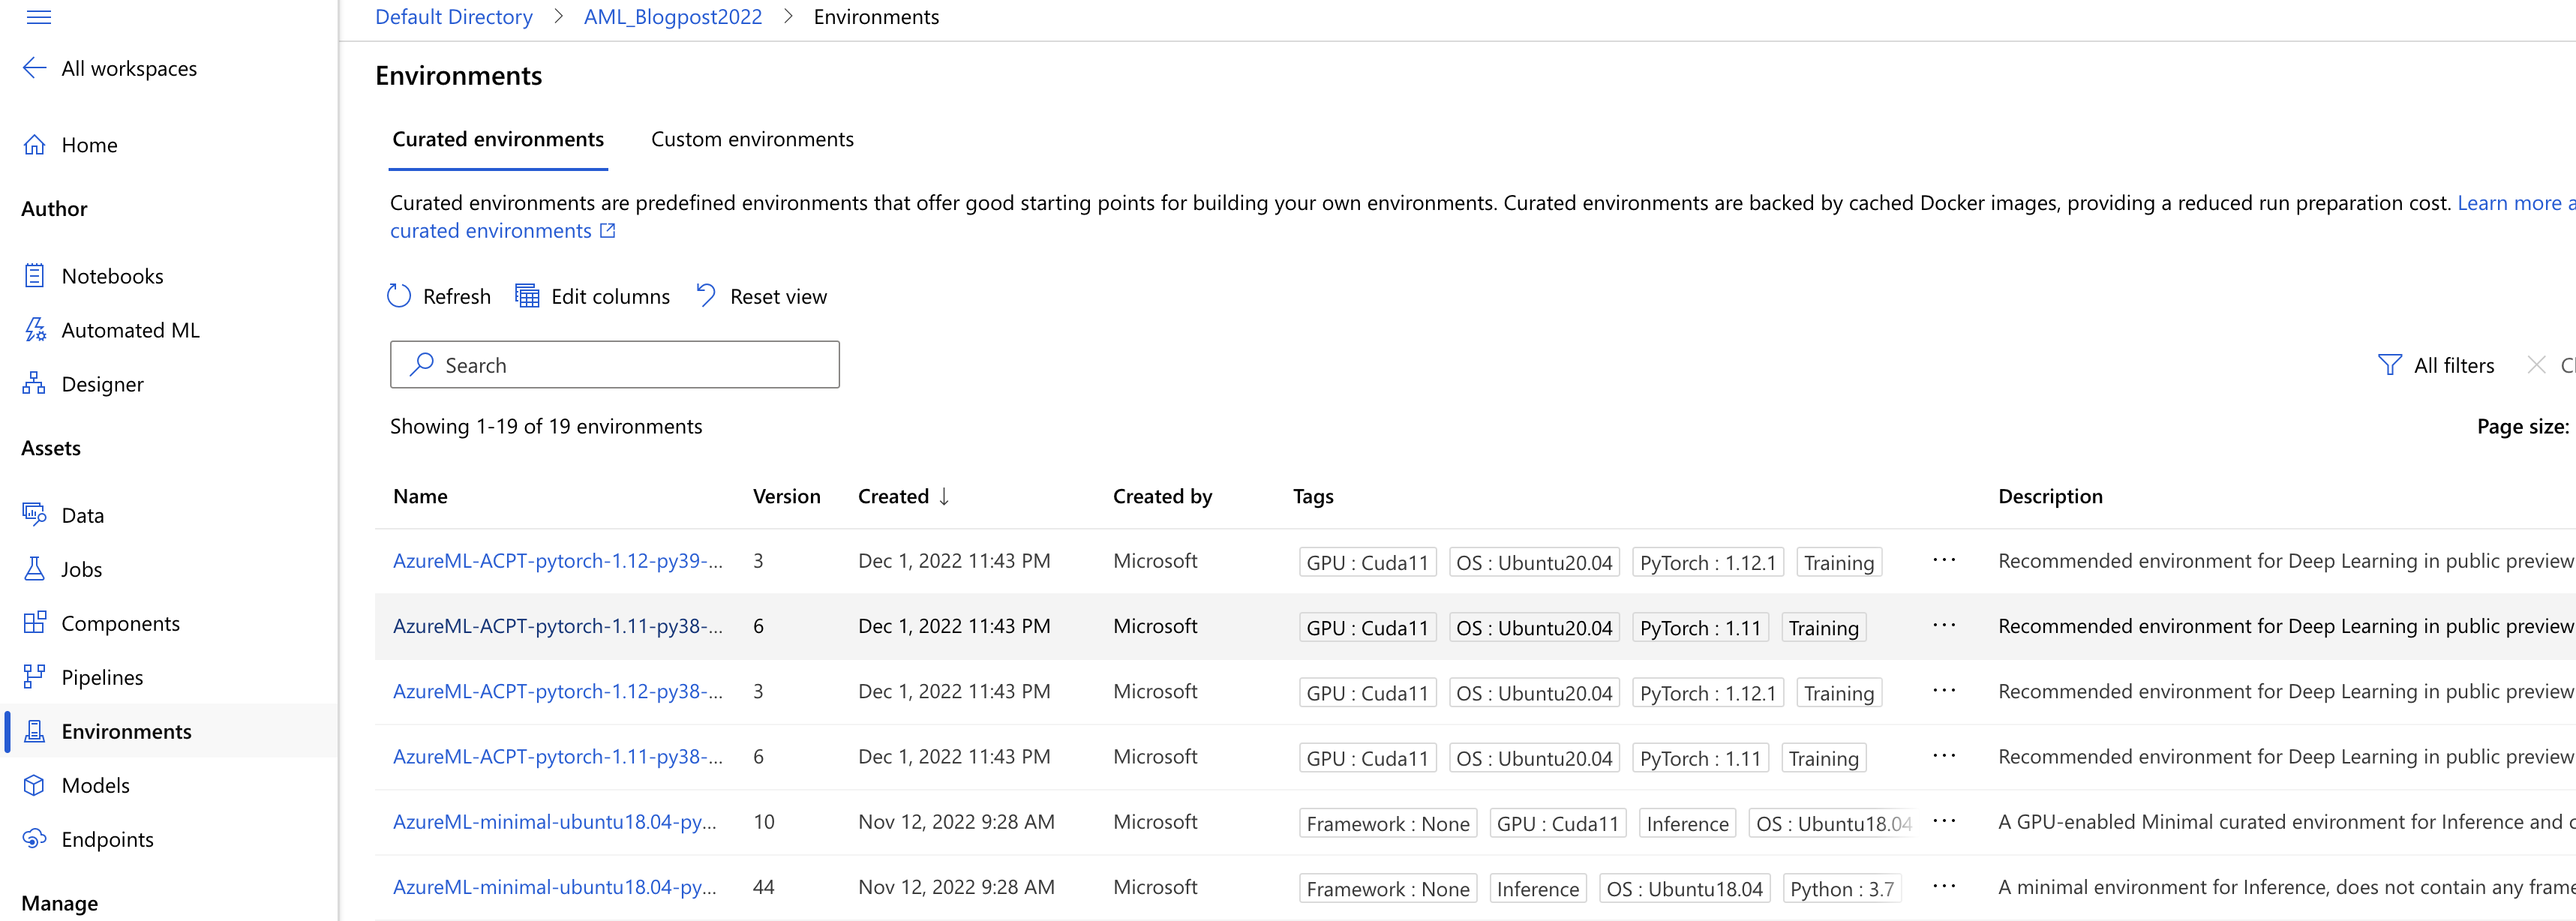 Default Directory > AML_Blogpost2022 > Environments
All workspaces
Home
Author
Notebooks
Automated ML
Designer
Assets
Data
Jobs
Components
Pipelines
Environments
Models
Endpoints
Manage
Environments
Curated environments Custom environments
Curated environments are predefined environments that offer good starting points for building your own environments. Curated environments are backed by cached Docker images, providing a reduced run preparation cost. Learn more
curated environments
Refresh Edit columns Reset view
Search
All filters
Showing 1-19 of 19 environments
Page size:
Name Version Created ↓ Created by Tags Description
AzureML-ACPT-pytorch-1.12-py39-... 3 Dec 1, 2022 11:43 PM Microsoft GPU : Cuda11 OS : Ubuntu20.04 PyTorch : 1.12.1 Training ... Recommended environment for Deep Learning in public preview
AzureML-ACPT-pytorch-1.11-py38-... 6 Dec 1, 2022 11:43 PM Microsoft GPU : Cuda11 OS : Ubuntu20.04 PyTorch : 1.11 Training ... Recommended environment for Deep Learning in public preview
AzureML-ACPT-pytorch-1.12-py38-... 3 Dec 1, 2022 11:43 PM Microsoft GPU : Cuda11 OS : Ubuntu20.04 PyTorch : 1.12.1 Training ... Recommended environment for Deep Learning in public preview
AzureML-ACPT-pytorch-1.11-py38-... 6 Dec 1, 2022 11:43 PM Microsoft GPU : Cuda11 OS : Ubuntu20.04 PyTorch : 1.11 Training ... Recommended environment for Deep Learning in public preview
AzureML-minimal-ubuntu18.04-py... 10 Nov 12, 2022 9:28 AM Microsoft Framework : None GPU : Cuda11 Inference OS : Ubuntu18.04 ... A GPU-enabled Minimal curated environment for Inference and
AzureML-minimal-ubuntu18.04-py... 44 Nov 12, 2022 9:28 AM Microsoft Framework : None Inference OS : Ubuntu18.04 Python : 3.7 ... A minimal environment for Inference, does not contain any